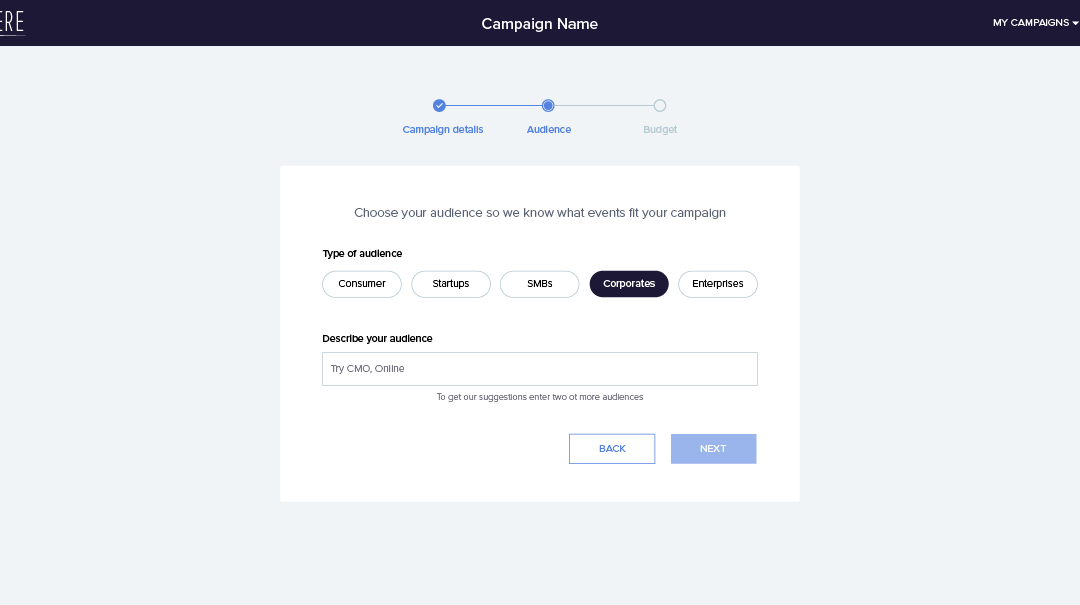 ERE
Campaign Name
MY CAMPAIGNS
Campaign details
Audience
Budget
Choose your audience so we know what events fit your campaign
Type of audience
Consumer
Startups
SMBs
Corporates
Enterprises
Describe your audience
Try CMO, Online
To get our suggestions enter two ot more audiences
BACK
NEXT